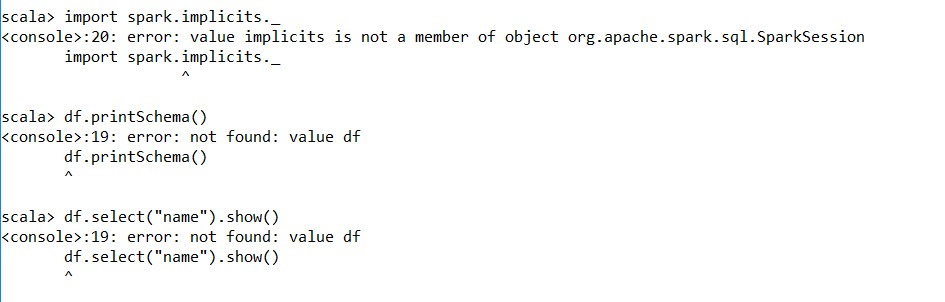 scala> import spark.implicits._
<console>:20: error: value implicits is not a member of object org.apache.spark.sql.SparkSession
       import spark.implicits._
                    ^
scala> df.printSchema()
<console>:19: error: not found: value df
       df.printSchema()
       ^
scala> df.select("name").show()
<console>:19: error: not found: value df
       df.select("name").show()
       ^